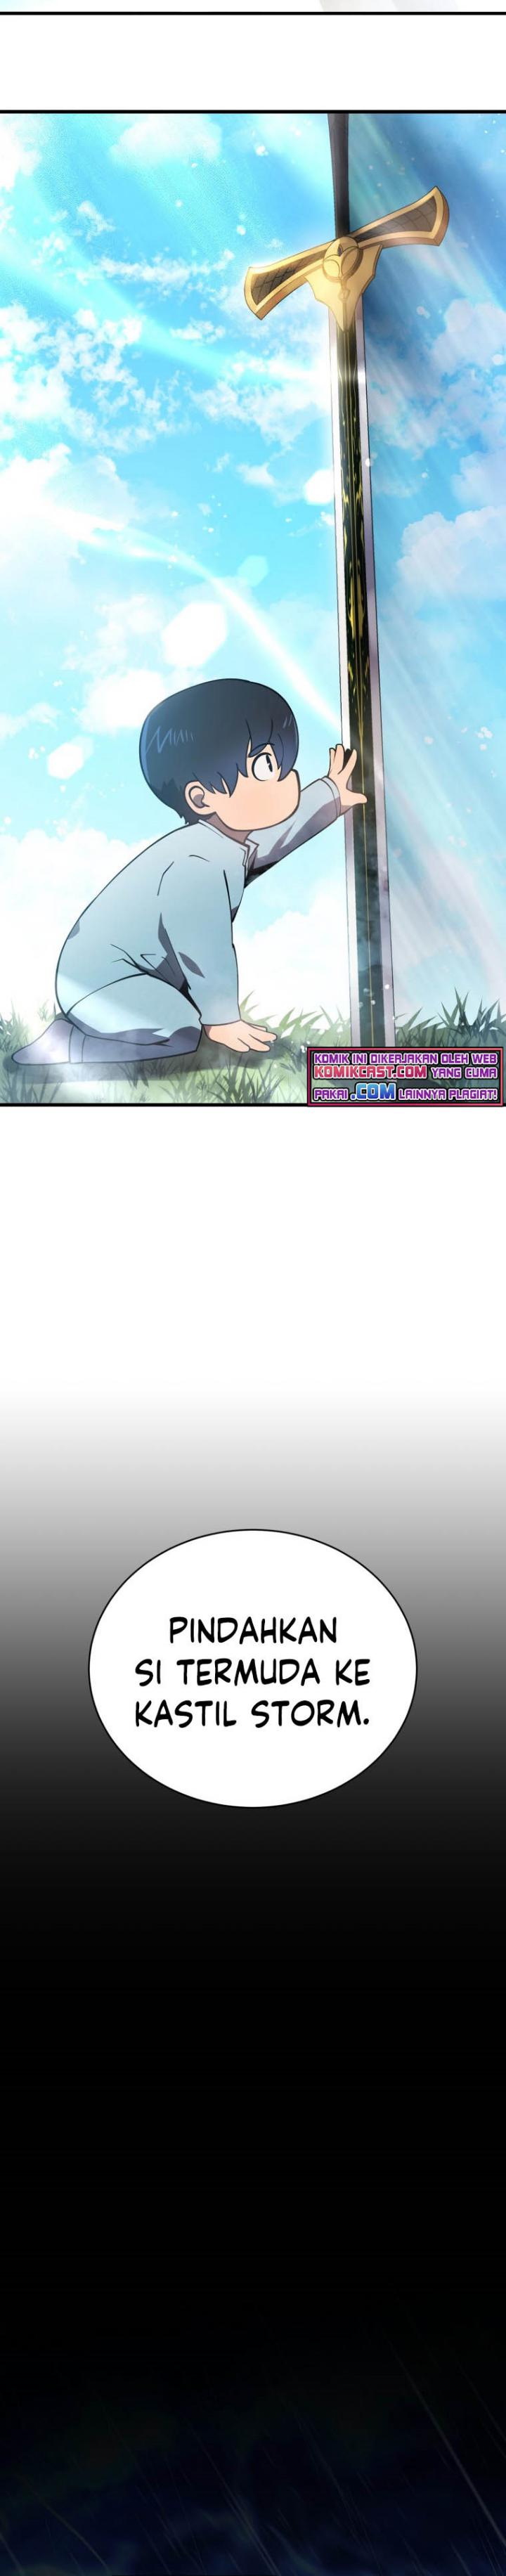 KOMIK INI DIKERJAKAN OLEH WEB
KOMIKCAST.COM YANG CUMA
PAKAI .COM LAINNYA PLAGIAT!
PINDAHKAN
SI TERMUDA KE
KASTIL STORM.